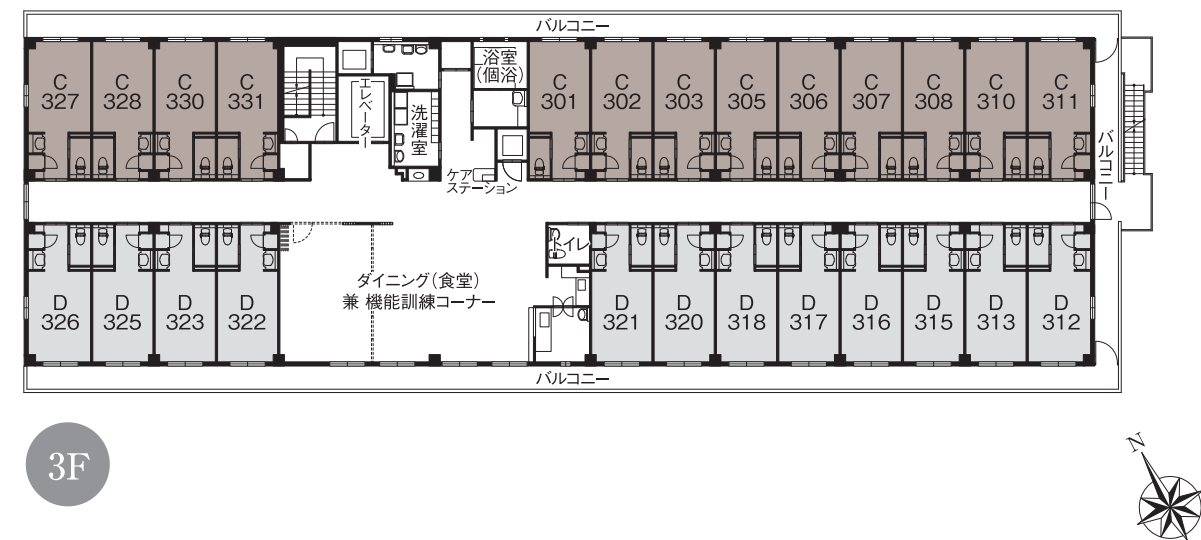 バルコニー
C
327
C
328
C
330
C
331
エレベーター
洗濯室
浴室
(個浴)
C
301
C
302
C
303
C
305
C
306
C
307
C
308
C
310
C
311
バルコニー
ケア
ステーション
D
326
D
325
D
323
D
322
ダイニング(食堂)
兼 機能訓練コーナー
トイレ
D
321
D
320
D
318
D
317
D
316
D
315
D
313
D
312
バルコニー
3F
N